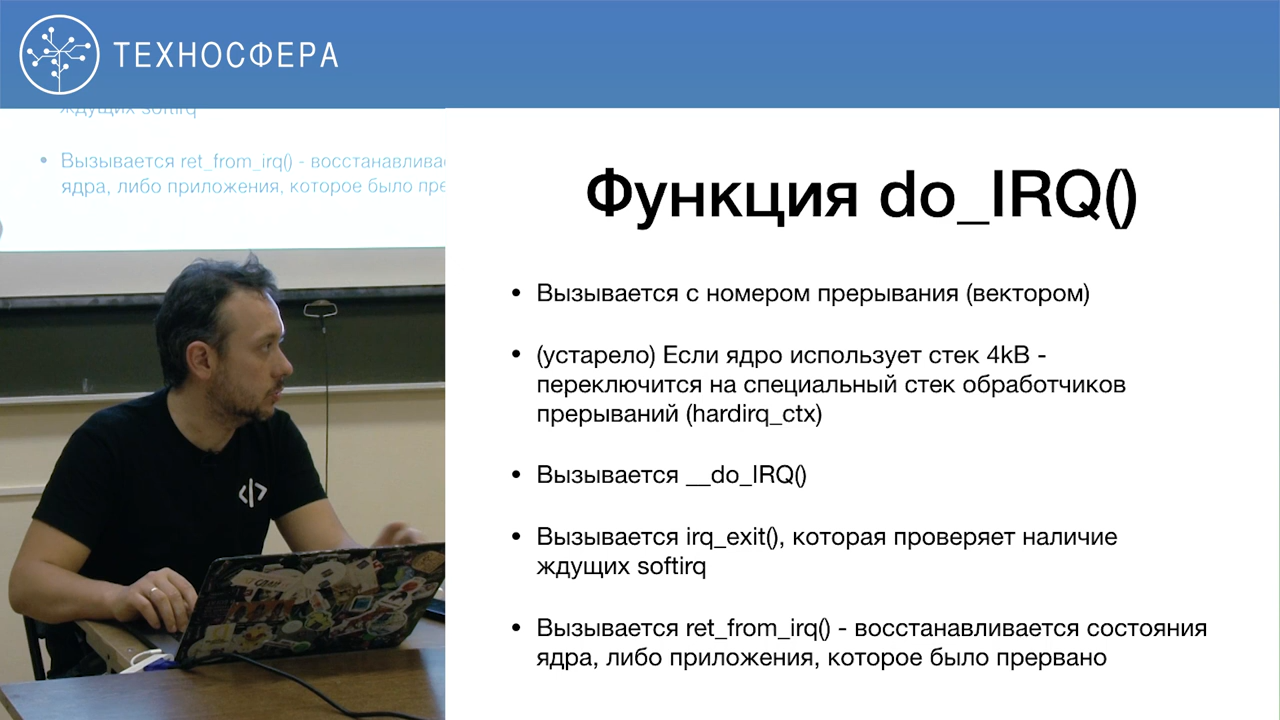 ТЕХНОСФЕРА
ждущих softirq
• Вызывается ret_from_irq() - восстанавливае
ядра, либо приложения, которое было пре
Функция do_IRQ()
• Вызывается с номером прерывания (вектором)
• (устарело) Если ядро использует стек 4kB -
переключится на специальный стек обработчиков
прерываний (hardirq_ctx)
• Вызывается __do_IRQ()
• Вызывается irq_exit(), которая проверяет наличие
ждущих softirq
• Вызывается ret_from_irq() - восстанавливается состояния
ядра, либо приложения, которое было прервано